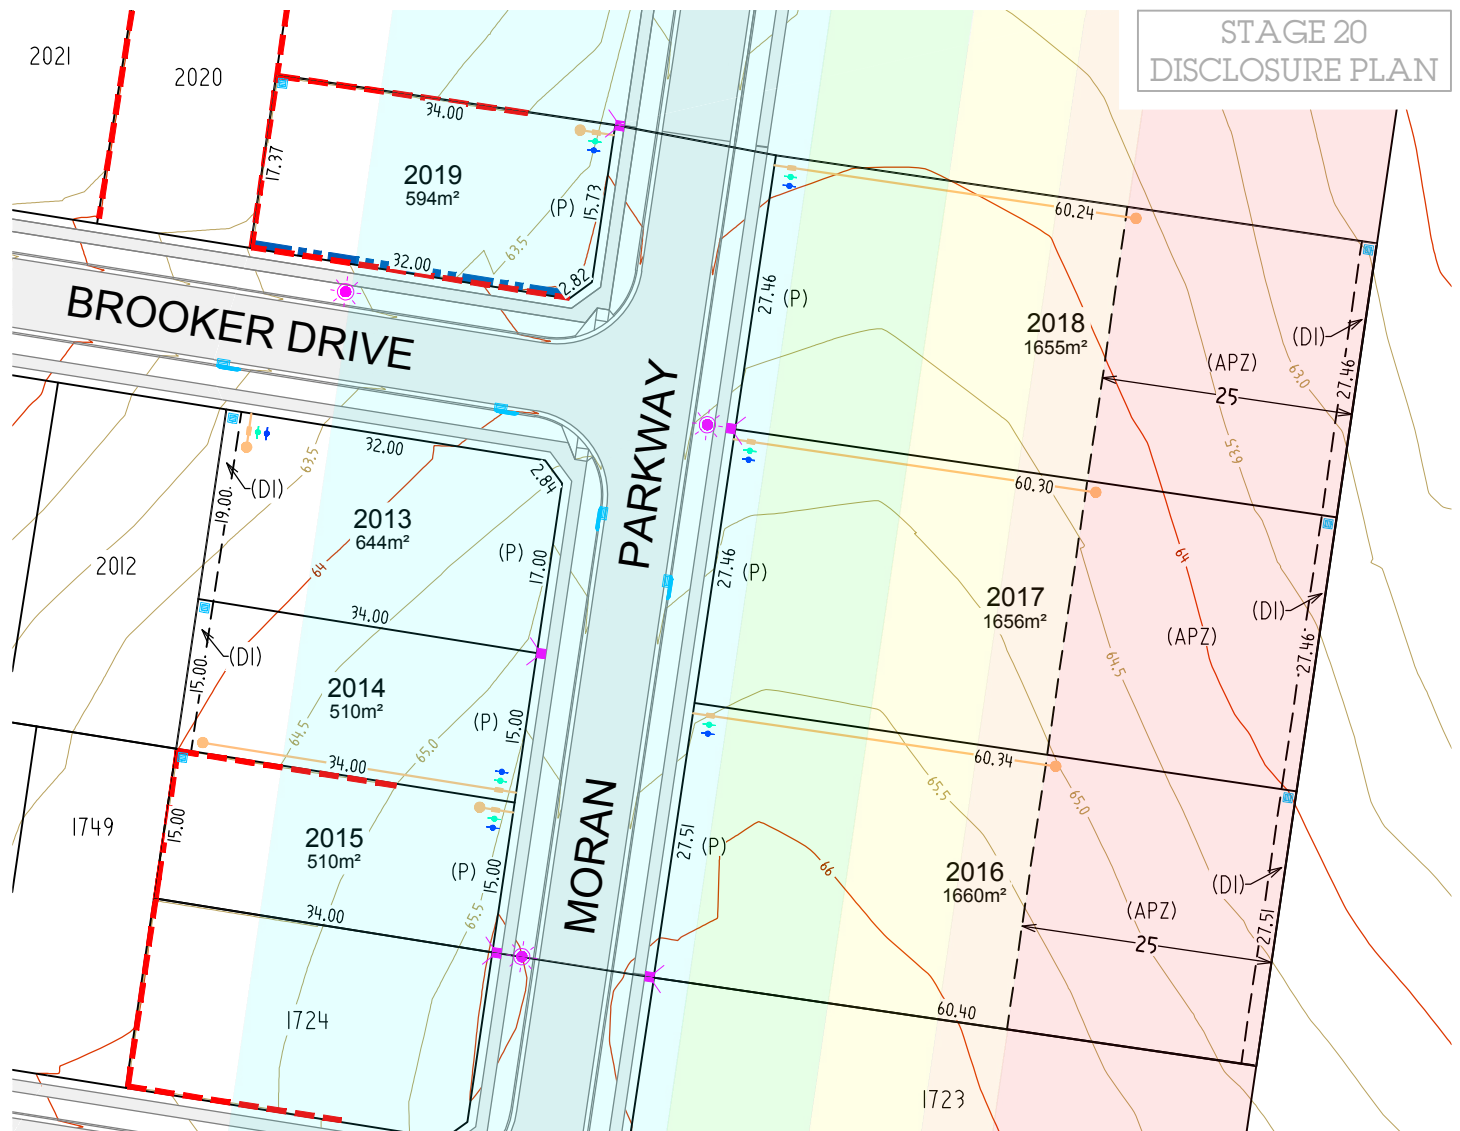 STAGE 20
DISCLOSURE PLAN
2021
2020
34.00
17.37
2019
594m²
(P)
15.73
63.5
32.00
2.82
BROOKER DRIVE
60.24
27.46
(P)
2018
1655m²
(DI)
(APZ)
25
27.46
63.0
63.5
PARKWAY
32.00
2.84
63.5
(DI)
19.00
2013
644m²
(P)
17.00
64
2012
34.00
60.30
27.46
(P)
2017
1656m²
64
(APZ)
(DI)
27.46
64.5
(DI)
15.00
2014
510m²
(P)
15.00
64.5
65.0
34.00
60.34
1749
15.00
2015
510m²
(P)
15.00
65.5
34.00
MORAN
27.51
(P)
66
2016
1660m²
65.5
65.0
(APZ)
25
(DI)
27.51
60.40
1724
1723